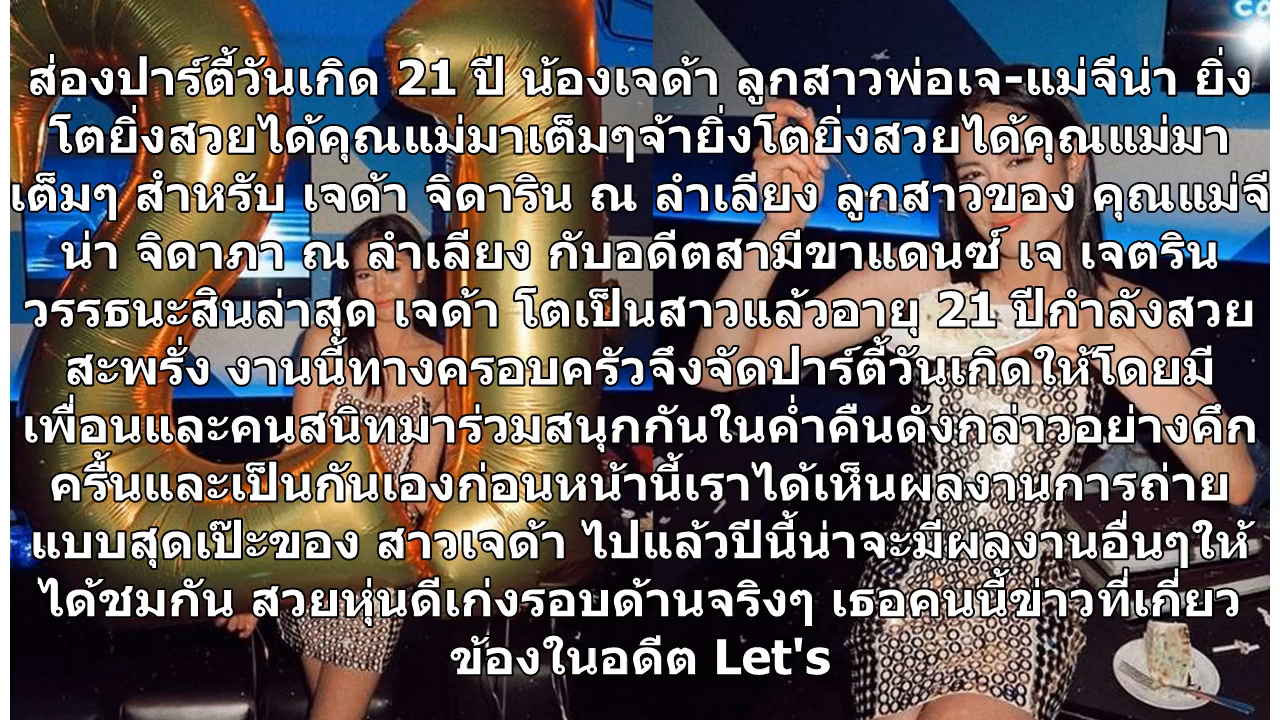 CO
ส่องปาร์ตี้วันเกิด 21 ปี น้องเจด้า ลูกสาวพ่อเจ-แม่จีน่า ยิ่ง
โตยิ่งสวยได้คุณแม่มาเต็มๆจ้ายิ่งโตยิ่งสวยได้คุณแม่มา
เต็มๆ สำหรับ เจด้า จิดาริน ณ ลำเลียง ลูกสาวของ คุณแม่จี
น่า จิดาภา ณ ลำเลียง กับอดีตสามีขาแดนซ์ เจ เจตริน
วรรธนะสินล่าสุด เจด้า โตเป็นสาวแล้วอายุ 21 ปีกำลังสวย
สะพรั่ง งานนี้ทางครอบครัวจึงจัดปาร์ตี้วันเกิดให้โดยมี
เพื่อนและคนสนิทมาร่วมสนุกกันในค่ำคืนดังกล่าวอย่างคึก
ครื้นและเป็นกันเองก่อนหน้านี้เราได้เห็นผลงานการถ่าย
แบบสุดเป๊ะของ สาวเจด้า ไปแล้วปีนี้น่าจะมีผลงานอื่นๆให้
ได้ชมกัน สวยหุ่นดีเก่งรอบด้านจริงๆ เธอคนนี้ข่าวที่เกี่ยว
ข้องในอดีต Let's